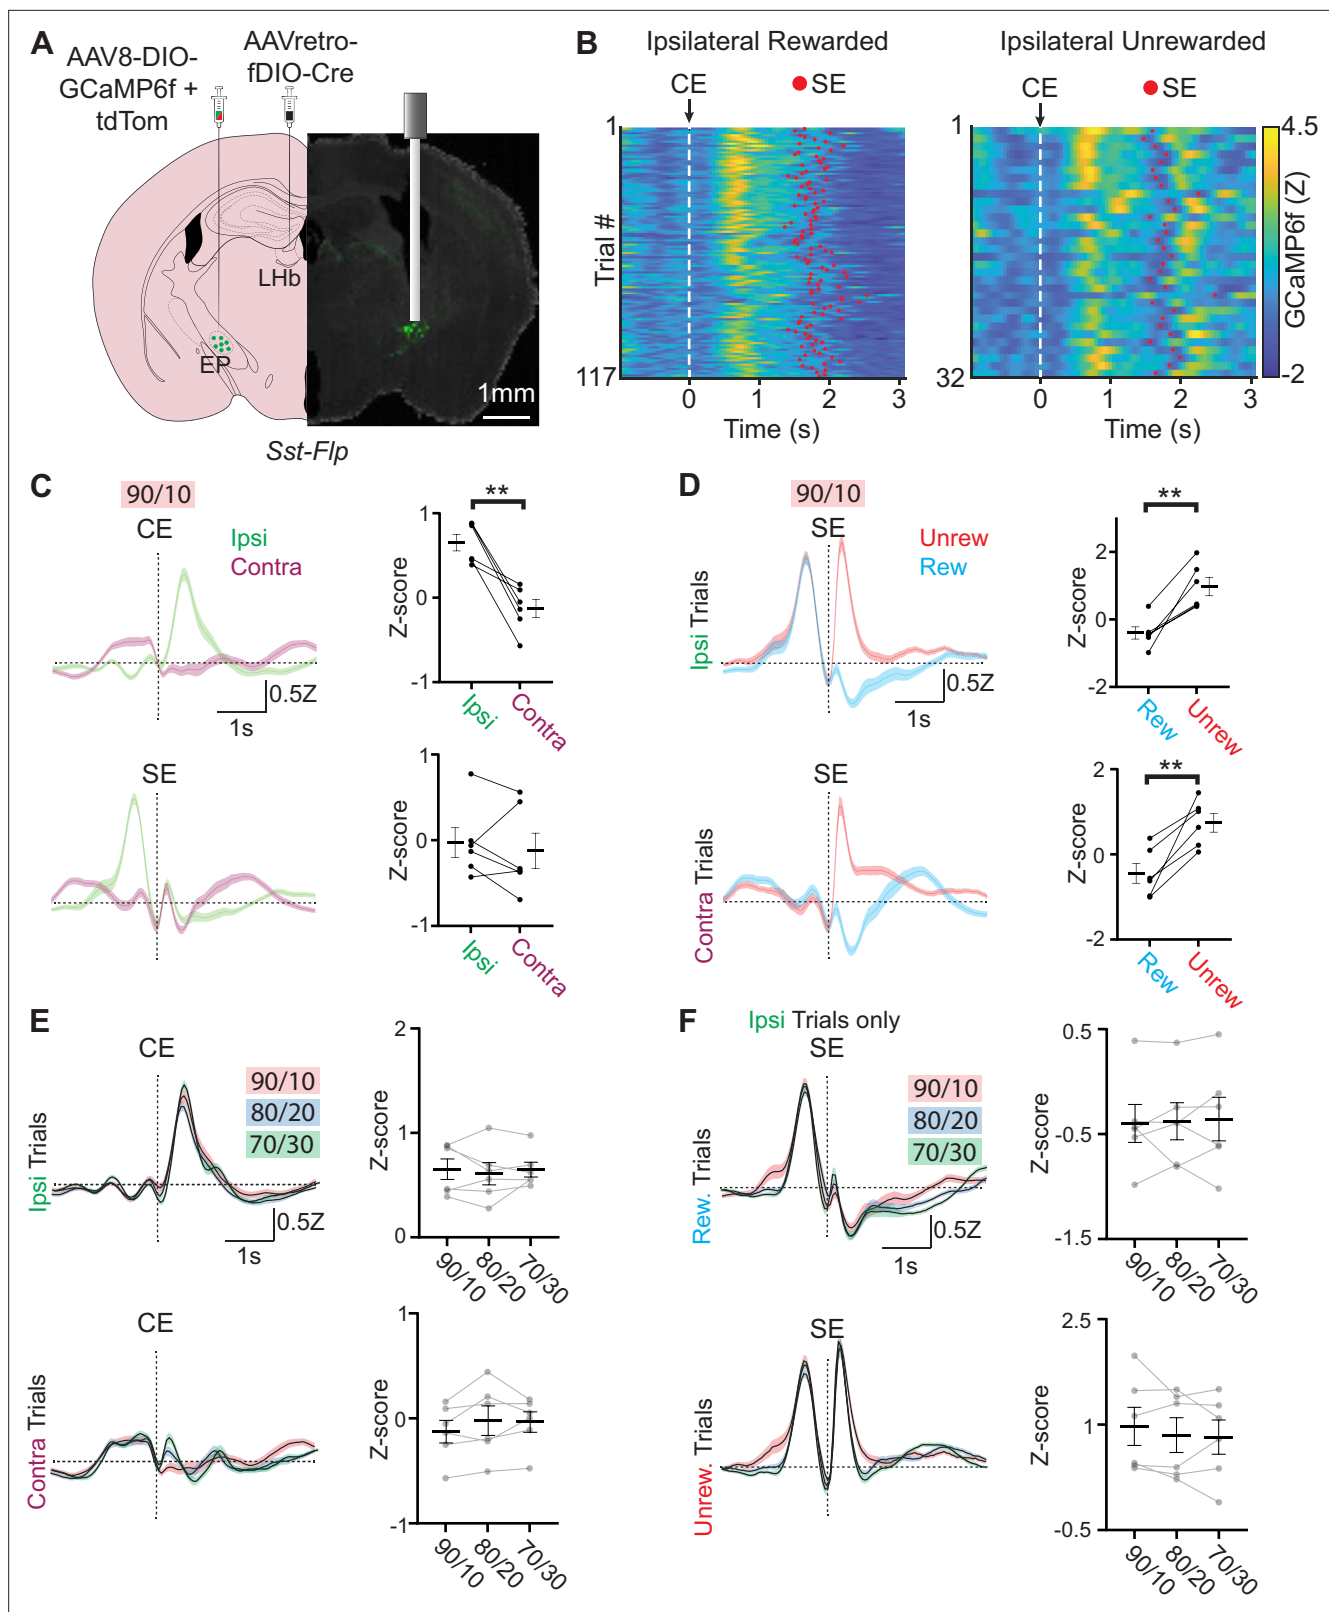 A
AAV8-DIO-
GCaMP6f +
tdTom
AAVretro-
fDIO-Cre
LHb
EP
1mm
Sst-Flp
B
Ipsilateral Rewarded
CE
SE
1
Trial #
117
0
1
2
3
Time (s)
Ipsilateral Unrewarded
CE
SE
1
32
0
1
2
3
Time (s)
4.5
GCaMP6f (Z)
-2
C
90/10
CE
Ipsi
Contra
0.5Z
1s
**
1
0
-1
Z-score
Ipsi
Contra
SE
1
0
-1
Z-score
Ipsi
Contra
D
90/10
SE
Unrew
Rew
Ipsi Trials
0.5Z
1s
**
2
0
-2
Z-score
Rew
Unrew
SE
Contra Trials
**
2
0
-2
Z-score
Rew
Unrew
E
CE
90/10
80/20
70/30
Ipsi Trials
0.5Z
1s
2
1
0
Z-score
90/10
80/20
70/30
CE
Contra Trials
1
0
-1
Z-score
90/10
80/20
70/30
F
Ipsi Trials only
SE
90/10
80/20
70/30
Rew. Trials
0.5Z
1s
0.5
-0.5
-1.5
Z-score
90/10
80/20
70/30
SE
Unrew. Trials
2.5
1
-0.5
Z-score
90/10
80/20
70/30